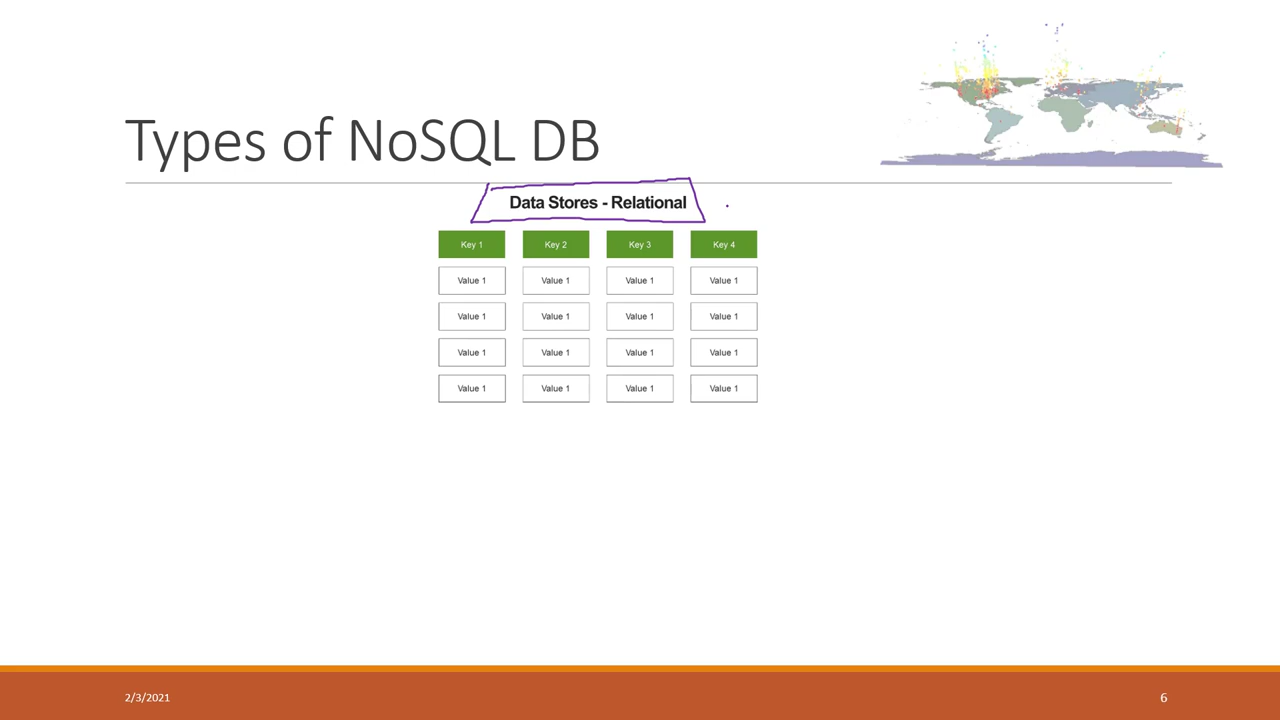 Types of NoSQL DB
Data Stores - Relational
Key 1 Key 2 Key 3 Key 4
Value 1 Value 1 Value 1 Value 1
Value 1 Value 1 Value 1 Value 1
Value 1 Value 1 Value 1 Value 1
Value 1 Value 1 Value 1 Value 1
2/3/2021 6